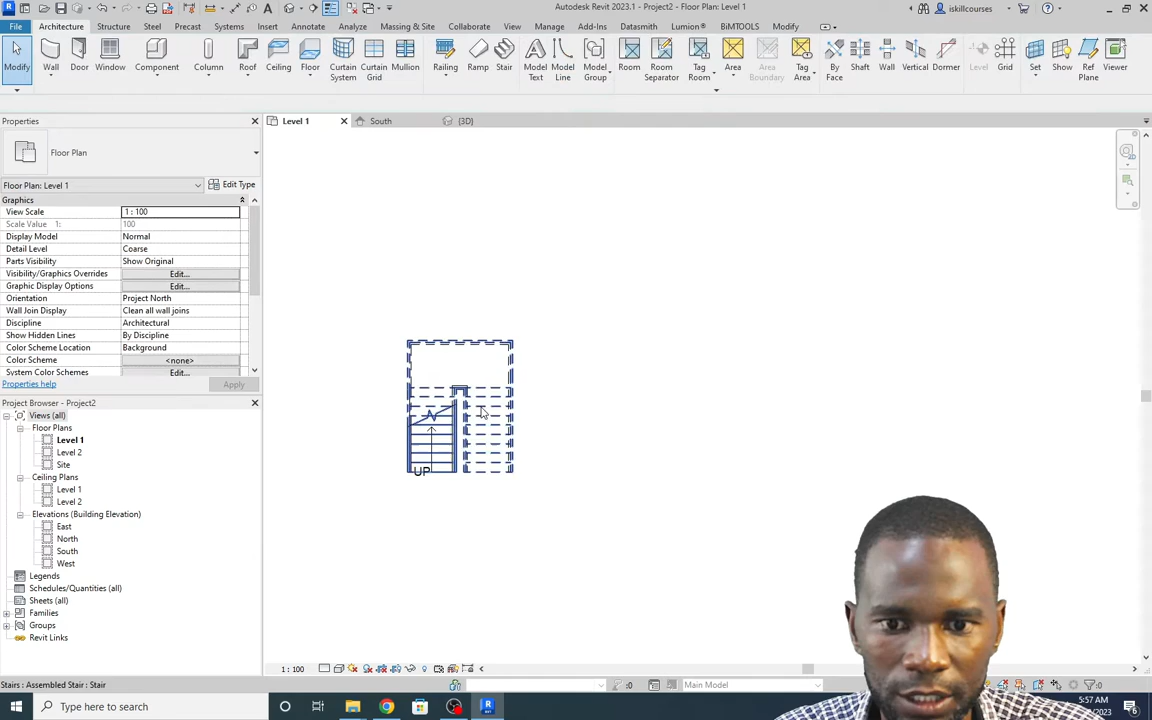 Autodesk Revit 2023.1 - Project2 - Floor Plan: Level 1
iskillcourses
File Architecture Structure Steel Precast Systems Insert Annotate Analyze Massing & Site Collaborate View Manage Add-Ins Datasmith Lumion® BIMTOOLS Modify
Modify Wall Door Window Component Column Roof Ceiling Floor Curtain System Curtain Grid Mullion Railing Ramp Stair Model Text Model Line Model Group Room Room Separator Tag Room Area Area Boundary Tag Area By Face Shaft Wall Vertical Dormer Level Grid Set Show Ref Plane Viewer
Properties
Level 1 South {3D}
Floor Plan
Floor Plan: Level 1 Edit Type
Graphics
View Scale 1 : 100
Scale Value 1: 100
Display Model Normal
Detail Level Coarse
Parts Visibility Show Original
Visibility/Graphics Overrides Edit...
Graphic Display Options Edit...
Orientation Project North
Wall Join Display Clean all wall joins
Discipline Architectural
Show Hidden Lines By Discipline
Color Scheme Location Background
Color Scheme <none>
System Color Schemes Edit...
Properties help Apply
Project Browser - Project2
Views (all)
Floor Plans
Level 1
Level 2
Site
Ceiling Plans
Level 1
Level 2
Elevations (Building Elevation)
East
North
South
West
Legends
Schedules/Quantities (all)
Sheets (all)
Families
Groups
Revit Links
UP
1 : 100
Stairs : Assembled Stair : Stair
:0
Main Model
:0
Type here to search
5:57 AM